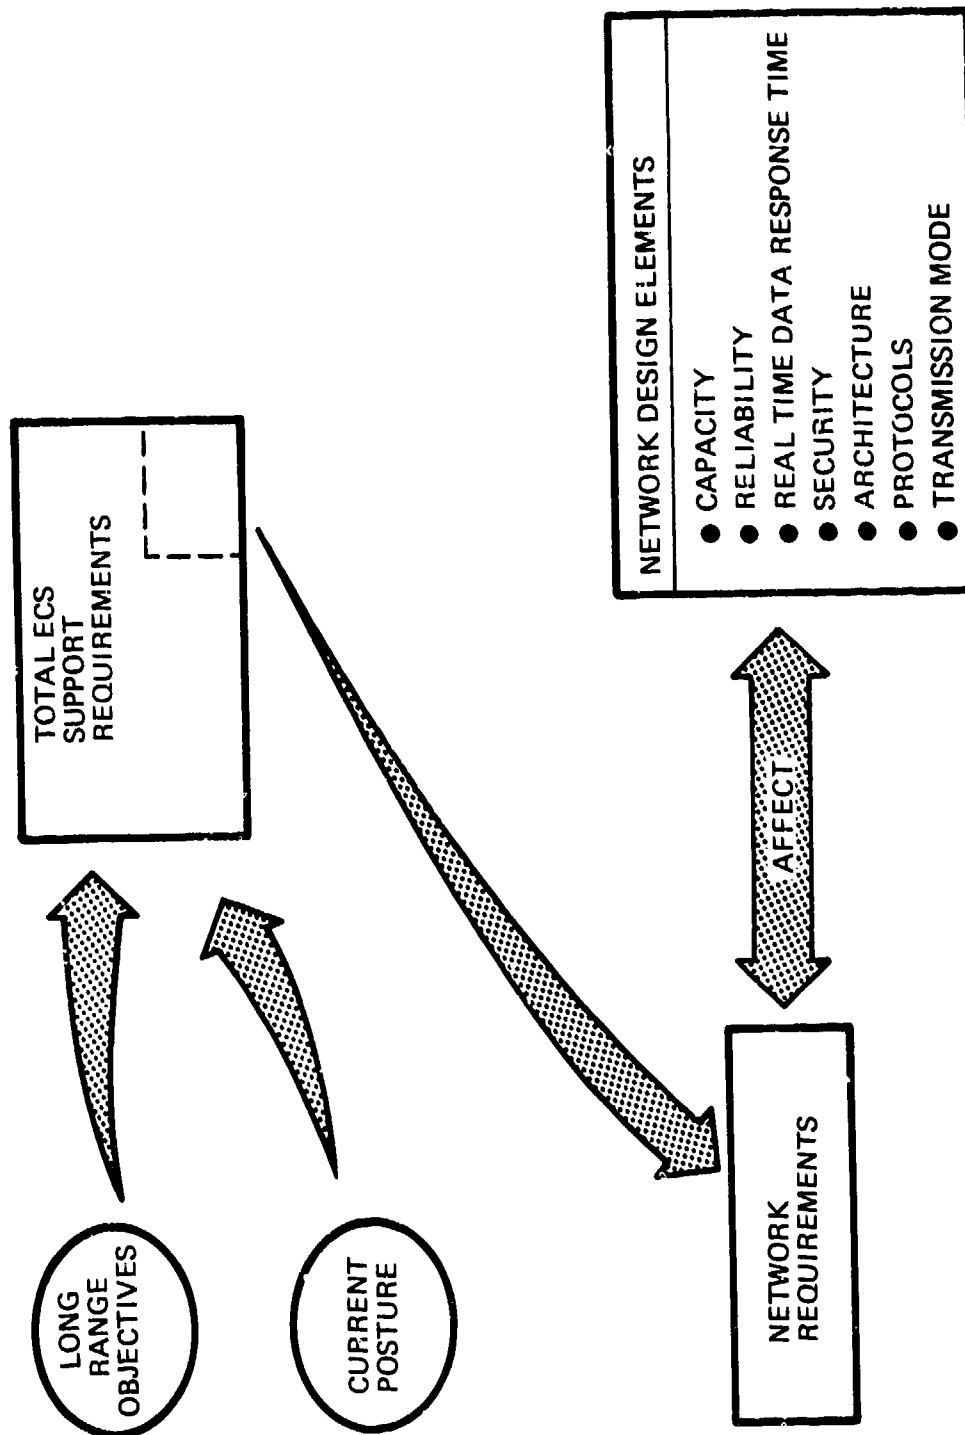 LONG
RANGE
OBJECTIVES
CURRENT
POSTURE
TOTAL ECS
SUPPORT
REQUIREMENTS
NETWORK
REQUIREMENTS
AFFECT
NETWORK DESIGN ELEMENTS
● CAPACITY
● RELIABILITY
● REAL TIME DATA RESPONSE TIME
● SECURITY
● ARCHITECTURE
● PROTOCOLS
● TRANSMISSION MODE